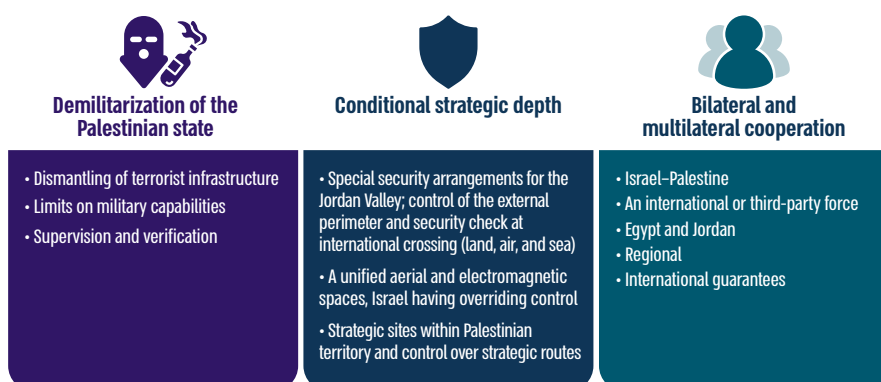 Demilitarization of the
Palestinian state
• Dismantling of terrorist infrastructure
• Limits on military capabilities
• Supervision and verification
Conditional strategic depth
• Special security arrangements for the
Jordan Valley; control of the external
perimeter and security check at
international crossing (land, air, and sea)
• A unified aerial and electromagnetic
spaces, Israel having overriding control
• Strategic sites within Palestinian
territory and control over strategic routes
Bilateral and
multilateral cooperation
• Israel–Palestine
• An international or third-party force
• Egypt and Jordan
• Regional
• International guarantees